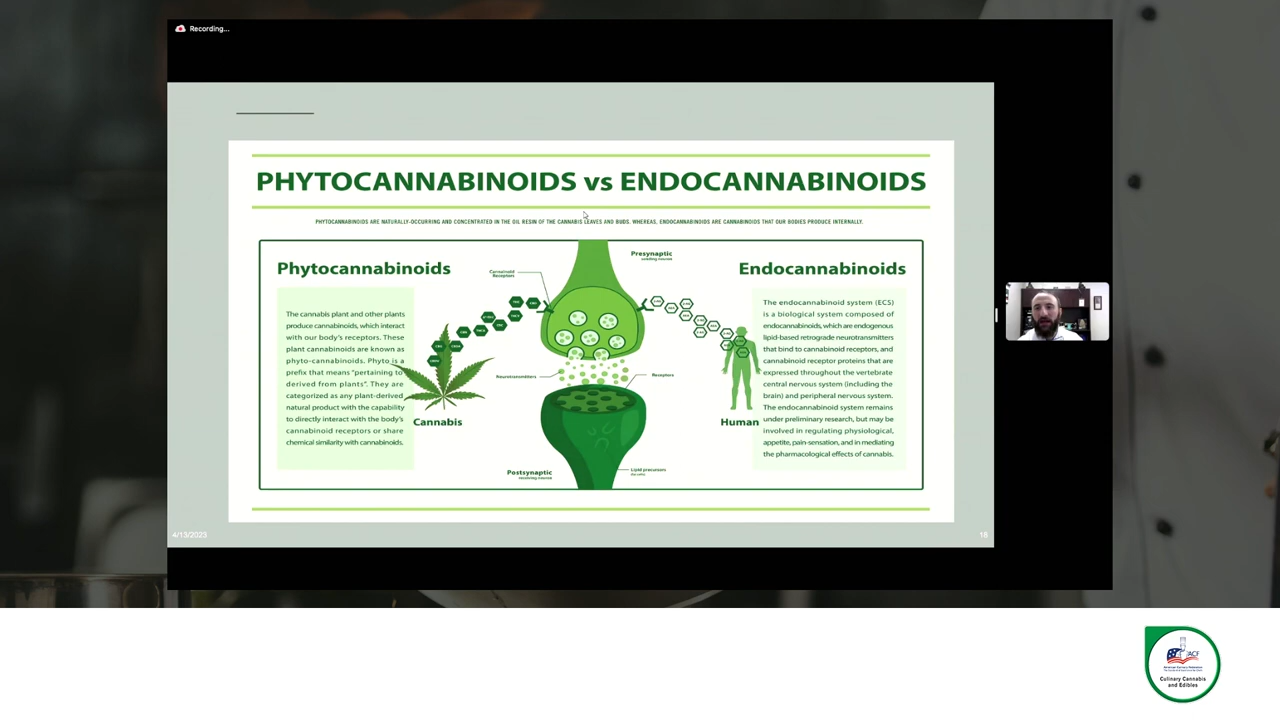 Recording...
PHYTOCANNABINOIDS vs ENDOCANNABINOIDS
PHYTOCANNABINOIDS ARE NATURALLY-OCCURRING AND CONCENTRATED IN THE OIL RESIN OF THE CANNABIS LEAVES AND BUDS. WHEREAS, ENDOCANNABINOIDS ARE CANNABINOIDS THAT OUR BODIES PRODUCE INTERNALLY.
Phytocannabinoids
The cannabis plant and other plants
produce cannabinoids, which interact
with our body's receptors. These
plant cannabinoids are known as
phyto-cannabinoids. Phyto is a
prefix that means "pertaining to
derived from plants". They are
categorized as any plant-derived
natural product with the capability
to directly interact with the body's
cannabinoid receptors or share
chemical similarity with cannabinoids.
Cannabis
Cannabinoid
Receptors
Presynaptic
sending neuron
Neurotransmitters
Receptors
Postsynaptic
receiving neuron
Lipid precursors
Human
Endocannabinoids
The endocannabinoid system (ECS)
is a biological system composed of
endocannabinoids, which are endogenous
lipid-based retrograde neurotransmitters
that bind to cannabinoid receptors, and
cannabinoid receptor proteins that are
expressed throughout the vertebrate
central nervous system (including the
brain) and peripheral nervous system.
The endocannabinoid system remains
under preliminary research, but may be
involved in regulating physiological,
appetite, pain-sensation, and in mediating
the pharmacological effects of cannabis.
4/13/2023
18
ACF
American Culinary Federation
Culinary Cannabis
and Edibles